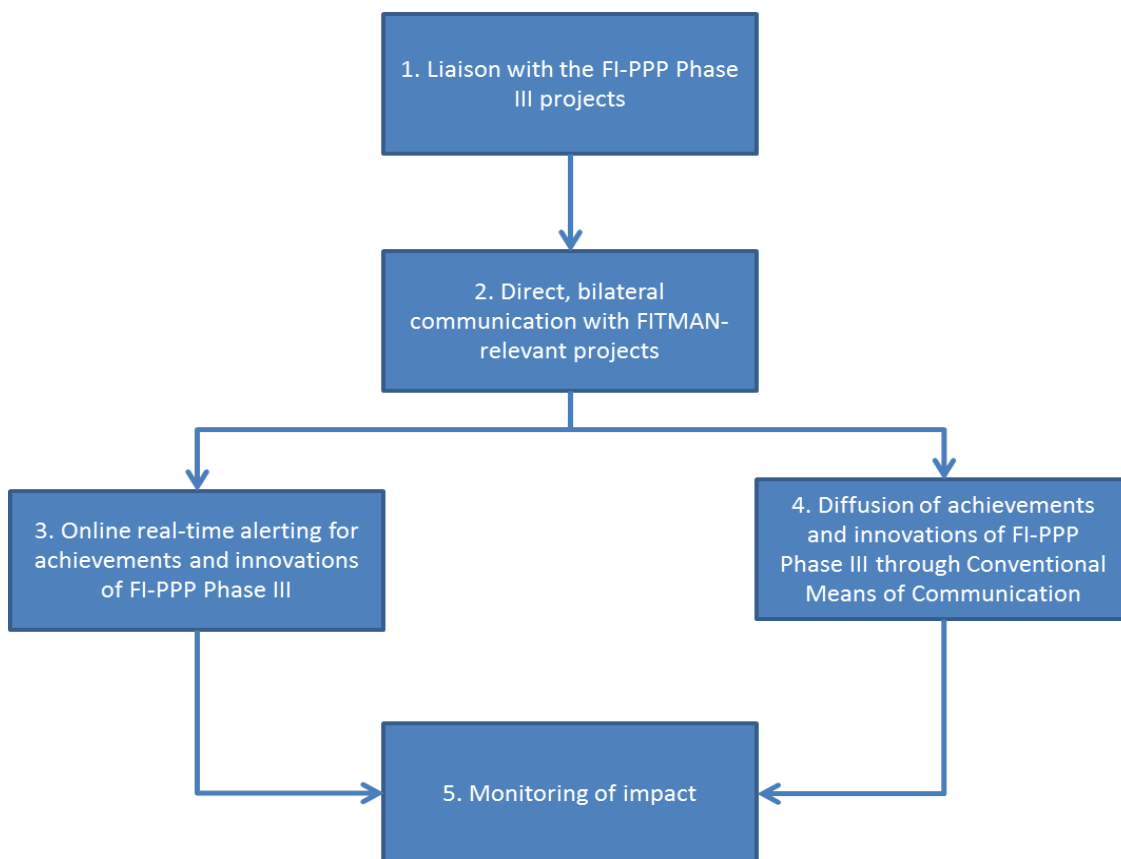 1. Liaison with the FI-PPP Phase
III projects
2. Direct, bilateral
communication with FITMAN-
relevant projects
3. Online real-time alerting for
achievements and innovations
of FI-PPP Phase III
4. Diffusion of achievements
and innovations of FI-PPP
Phase III through Conventional
Means of Communication
5. Monitoring of impact